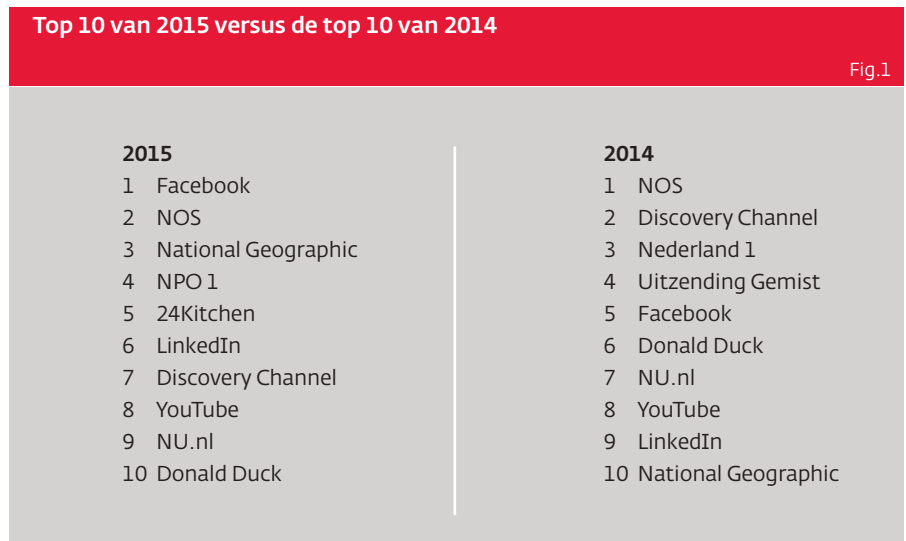 Top 10 van 2015 versus de top 10 van 2014
Fig.1
2015
1 Facebook
2 NOS
3 National Geographic
4 NPO 1
5 24Kitchen
6 LinkedIn
7 Discovery Channel
8 YouTube
9 NU.nl
10 Donald Duck
2014
1 NOS
2 Discovery Channel
3 Nederland 1
4 Uitzending Gemist
5 Facebook
6 Donald Duck
7 NU.nl
8 YouTube
9 LinkedIn
10 National Geographic